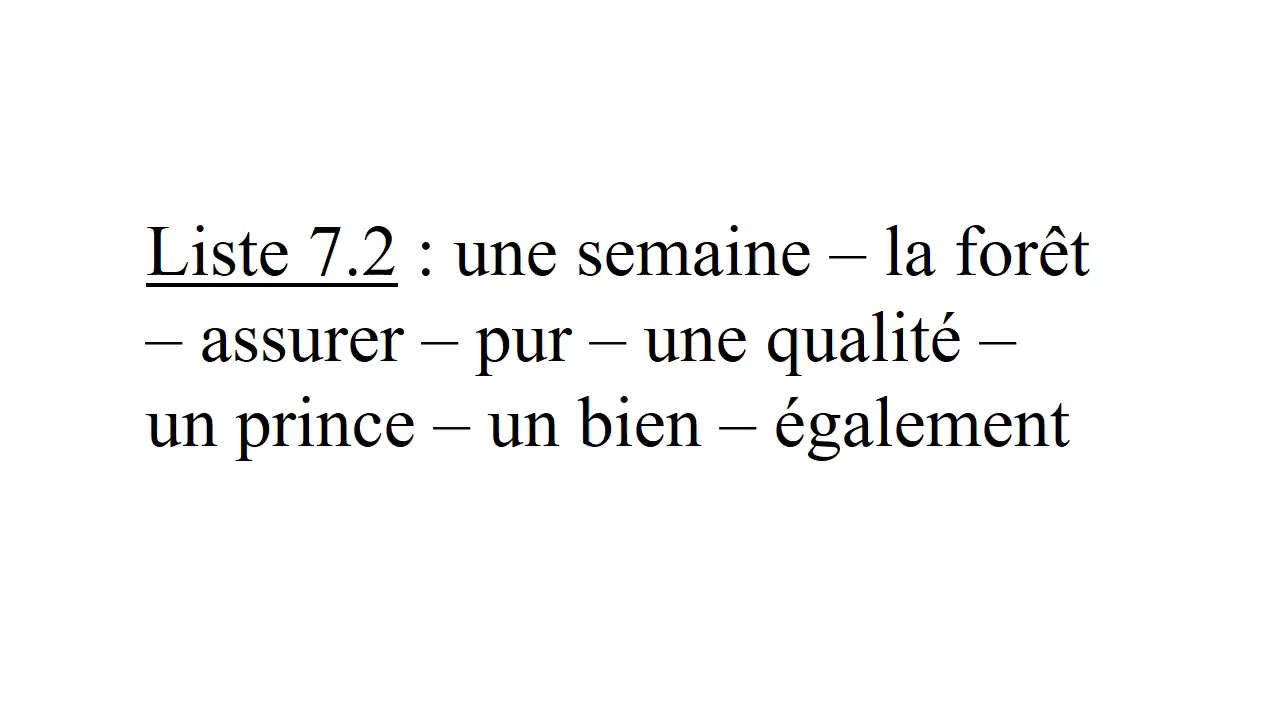 Liste 7.2 : une semaine – la forêt
– assurer – pur – une qualité –
un prince – un bien – également